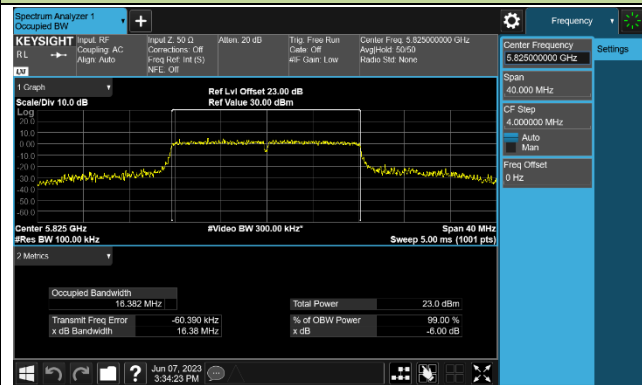 Spectrum Analyzer 1
Occupied BW
+
Frequency
KEYSIGHT
RL
LXI
Input: RF
Coupling: AC
Align: Auto
Input Z: 50 Ω
Corrections: Off
Freq Ref: Int (S)
NFE: Off
Atten: 20 dB
Trig: Free Run
Gate: Off
#IF Gain: Low
Center Freq: 5.825000000 GHz
Avg|Hold: 50/50
Radio Std: None
Center Frequency
5.825000000 GHz
Settings
Span
40.000 MHz
CF Step
4.000000 MHz
Auto
Man
Freq Offset
0 Hz
1 Graph
Scale/Div 10.0 dB
Ref Lvl Offset 23.00 dB
Ref Value 30.00 dBm
Log
20.0
10.0
0.00
-10.0
-20.0
-30.0
-40.0
-50.0
-60.0
Center 5.825 GHz
#Video BW 300.00 kHz*
Span 40 MHz
#Res BW 100.00 kHz
Sweep 5.00 ms (1001 pts)
2 Metrics
Occupied Bandwidth
16.382 MHz
Total Power 23.0 dBm
Transmit Freq Error -60.390 kHz
% of OBW Power 99.00 %
x dB Bandwidth 16.38 MHz
x dB -6.00 dB
?
Jun 07, 2023
3:34:23 PM